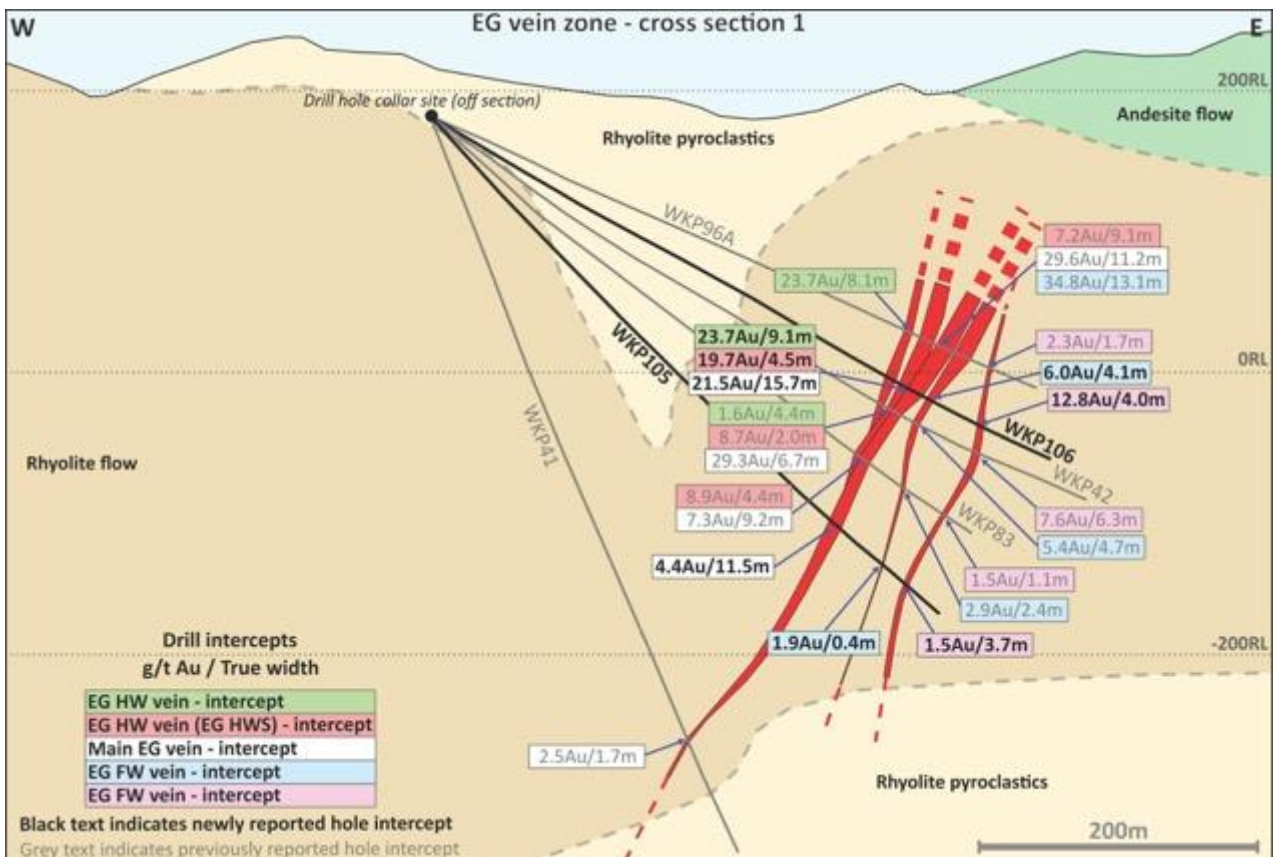 EG vein zone - cross section 1
W
E
200RL
Drill hole collar site (off section)
Andesite flow
Rhyolite pyroclastics
WKP96A
7.2Au/9.1m
29.6Au/11.2m
34.8Au/13.1m
23.7Au/8.1m
23.7Au/9.1m
19.7Au/4.5m
21.5Au/15.7m
2.3Au/1.7m
0RL
6.0Au/4.1m
12.8Au/4.0m
WKP105
WKP41
1.6Au/4.4m
8.7Au/2.0m
29.3Au/6.7m
WKP106
WKP42
WKP83
Rhyolite flow
8.9Au/4.4m
7.3Au/9.2m
7.6Au/6.3m
5.4Au/4.7m
4.4Au/11.5m
1.5Au/1.1m
2.9Au/2.4m
1.9Au/0.4m
1.5Au/3.7m
-200RL
Drill intercepts
g/t Au / True width
EG HW vein - intercept
EG HW vein (EG HWS) - intercept
Main EG vein - intercept
EG FW vein - intercept
EG FW vein - intercept
2.5Au/1.7m
Rhyolite pyroclastics
Black text indicates newly reported hole intercept
Grey text indicates previously reported hole intercept
200m